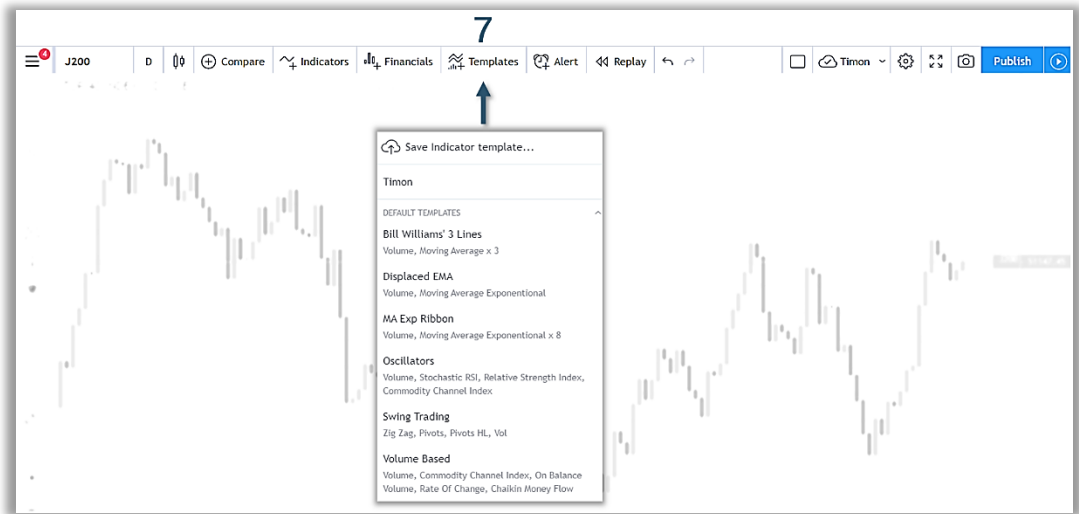 7
4
J200 D Compare Indicators Financials Templates Alert Replay Timon Publish
Save Indicator template...
Timon
DEFAULT TEMPLATES
Bill Williams' 3 Lines
Volume, Moving Average x 3
Displaced EMA
Volume, Moving Average Exponential
MA Exp Ribbon
Volume, Moving Average Exponential x 8
Oscillators
Volume, Stochastic RSI, Relative Strength Index,
Commodity Channel Index
Swing Trading
Zig Zag, Pivots, Pivots HL, Vol
Volume Based
Volume, Commodity Channel Index, On Balance
Volume, Rate Of Change, Chaikin Money Flow